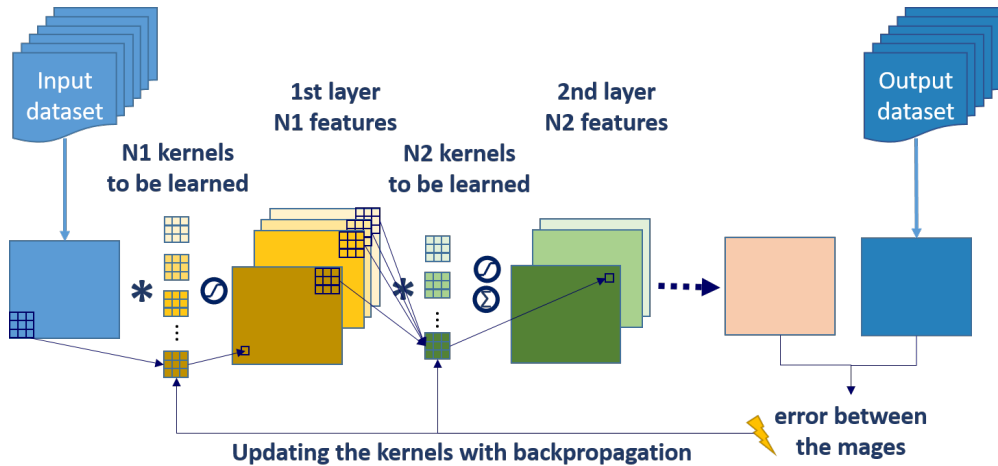 Input
dataset
Output
dataset
1st layer
N1 features
2nd layer
N2 features
N1 kernels
to be learned
N2 kernels
to be learned
*
*
∫
∫
Σ
...
...
error between
the mages
Updating the kernels with backpropagation